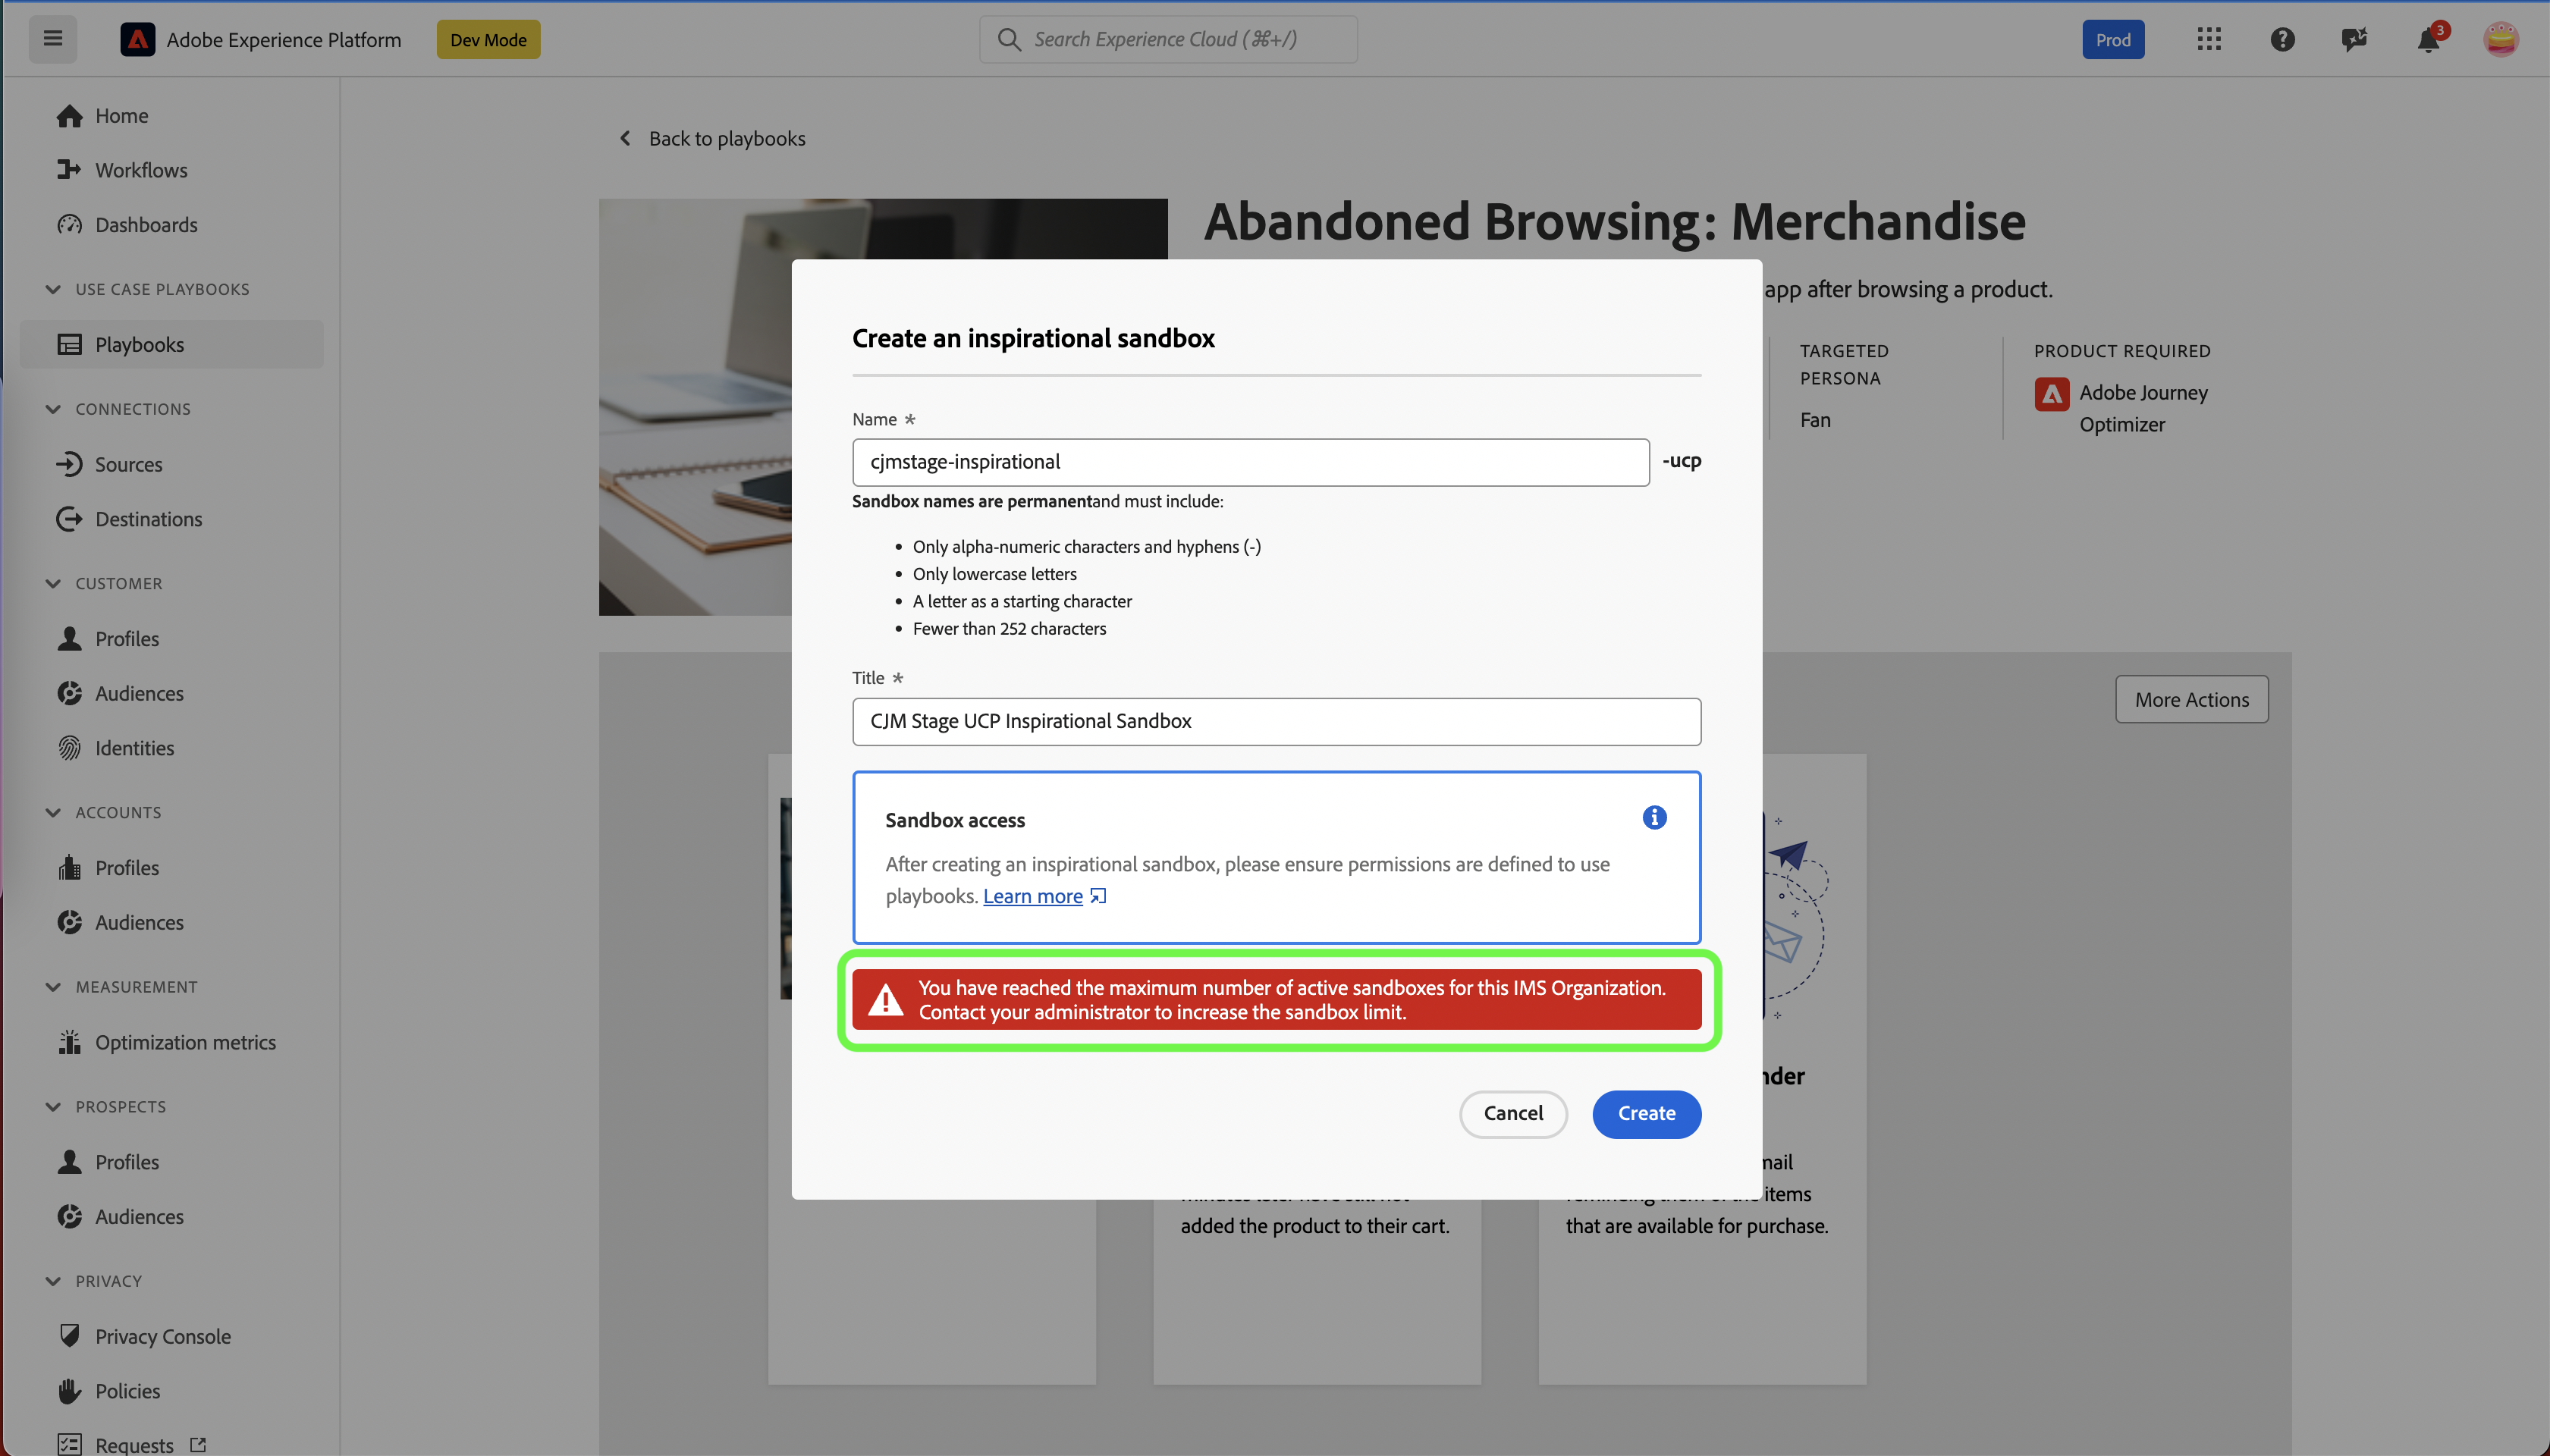 Adobe Experience Platform
Dev Mode
Search Experience Cloud (⌘+/)
Prod
3
Home
Workflows
Dashboards
USE CASE PLAYBOOKS
Playbooks
CONNECTIONS
Sources
Destinations
CUSTOMER
Profiles
Audiences
Identities
ACCOUNTS
Profiles
Audiences
MEASUREMENT
Optimization metrics
PROSPECTS
Profiles
Audiences
PRIVACY
Privacy Console
Policies
Requests
Back to playbooks
Abandoned Browsing: Merchandise
app after browsing a product.
TARGETED
PERSONA
Fan
PRODUCT REQUIRED
Adobe Journey
Optimizer
More Actions
Create an inspirational sandbox
Name *
cjmstage-inspirational
-ucp
Sandbox names are permanentand must include:
• Only alpha-numeric characters and hyphens (-)
• Only lowercase letters
• A letter as a starting character
• Fewer than 252 characters
Title *
CJM Stage UCP Inspirational Sandbox
Sandbox access
After creating an inspirational sandbox, please ensure permissions are defined to use
playbooks. Learn more
You have reached the maximum number of active sandboxes for this IMS Organization.
Contact your administrator to increase the sandbox limit.
Cancel
Create
added the product to their cart.
items
that are available for purchase.